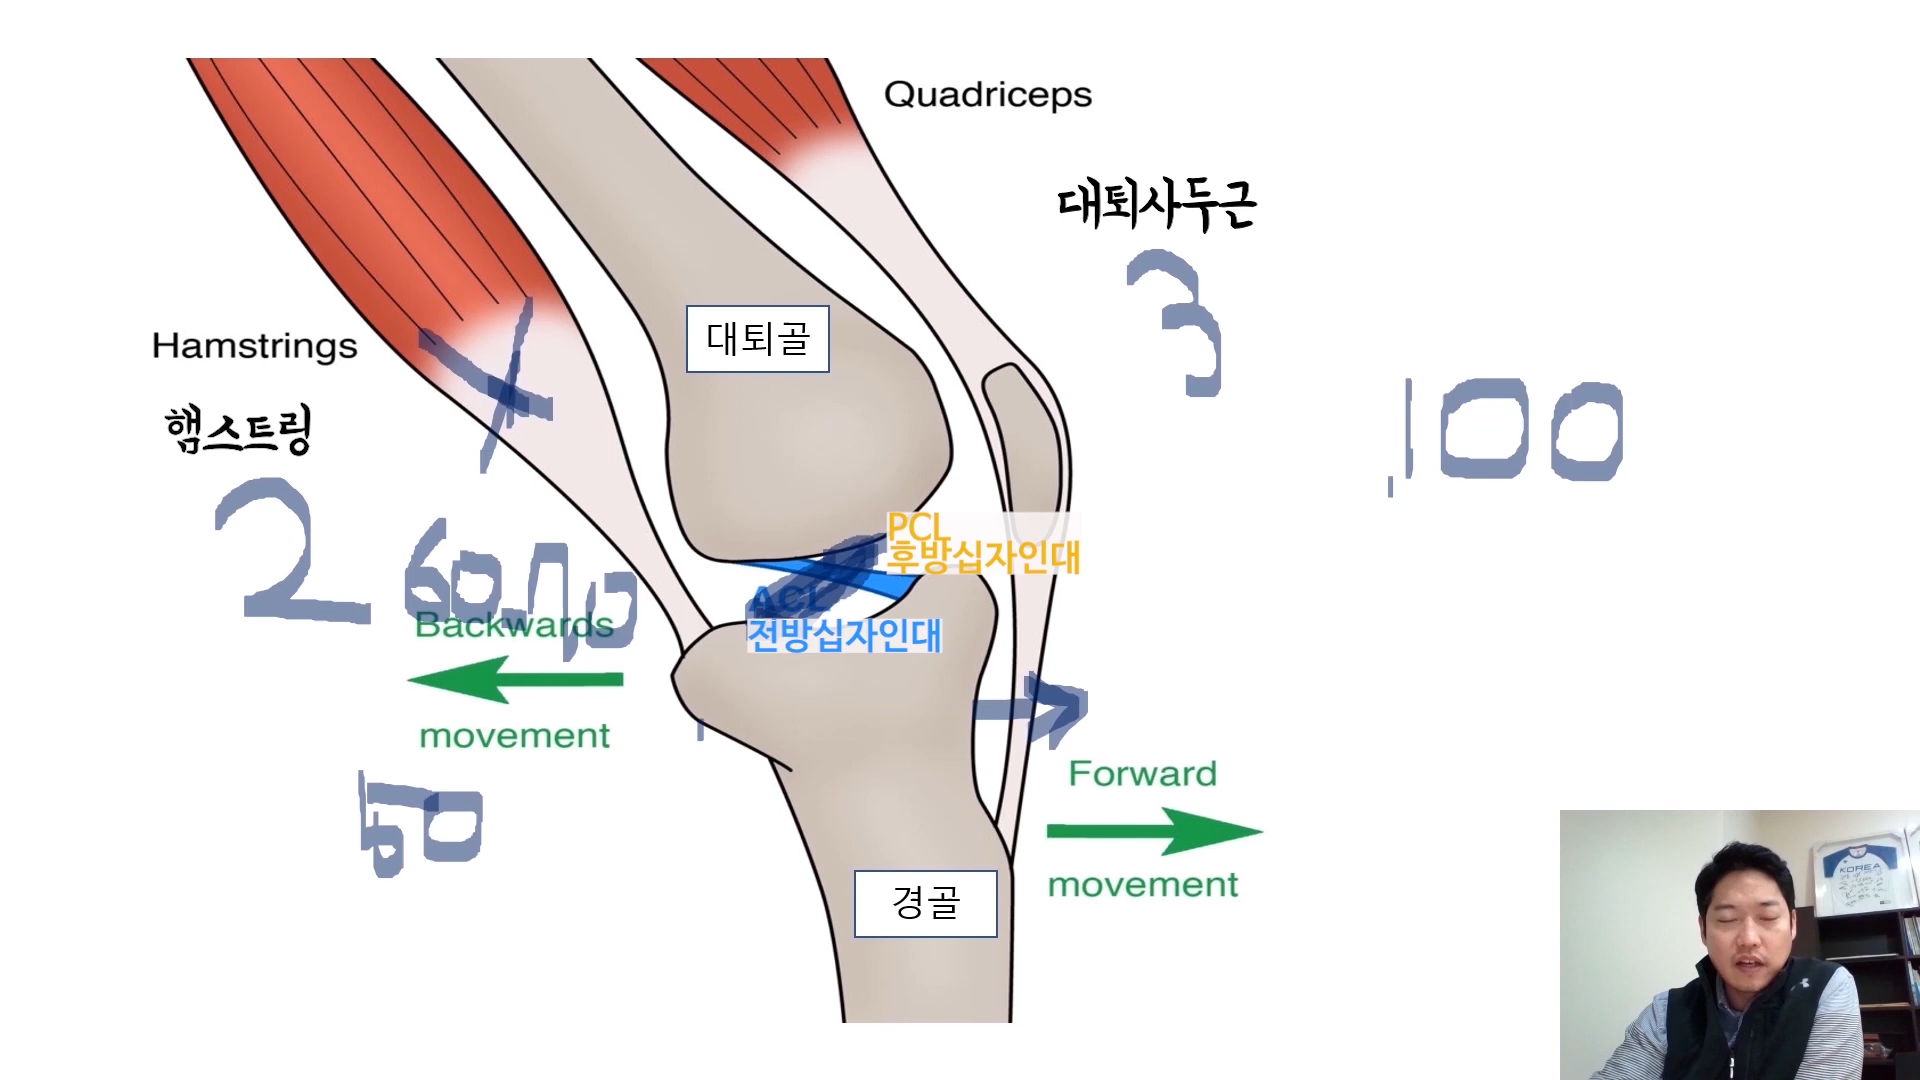 Quadriceps
대퇴사두근
3
대퇴골
Hamstrings
햄스트링
2
60~70
100
PCL
후방십자인대
ACL
전방십자인대
Backwards
movement
50
Forward
movement
경골
KOREA